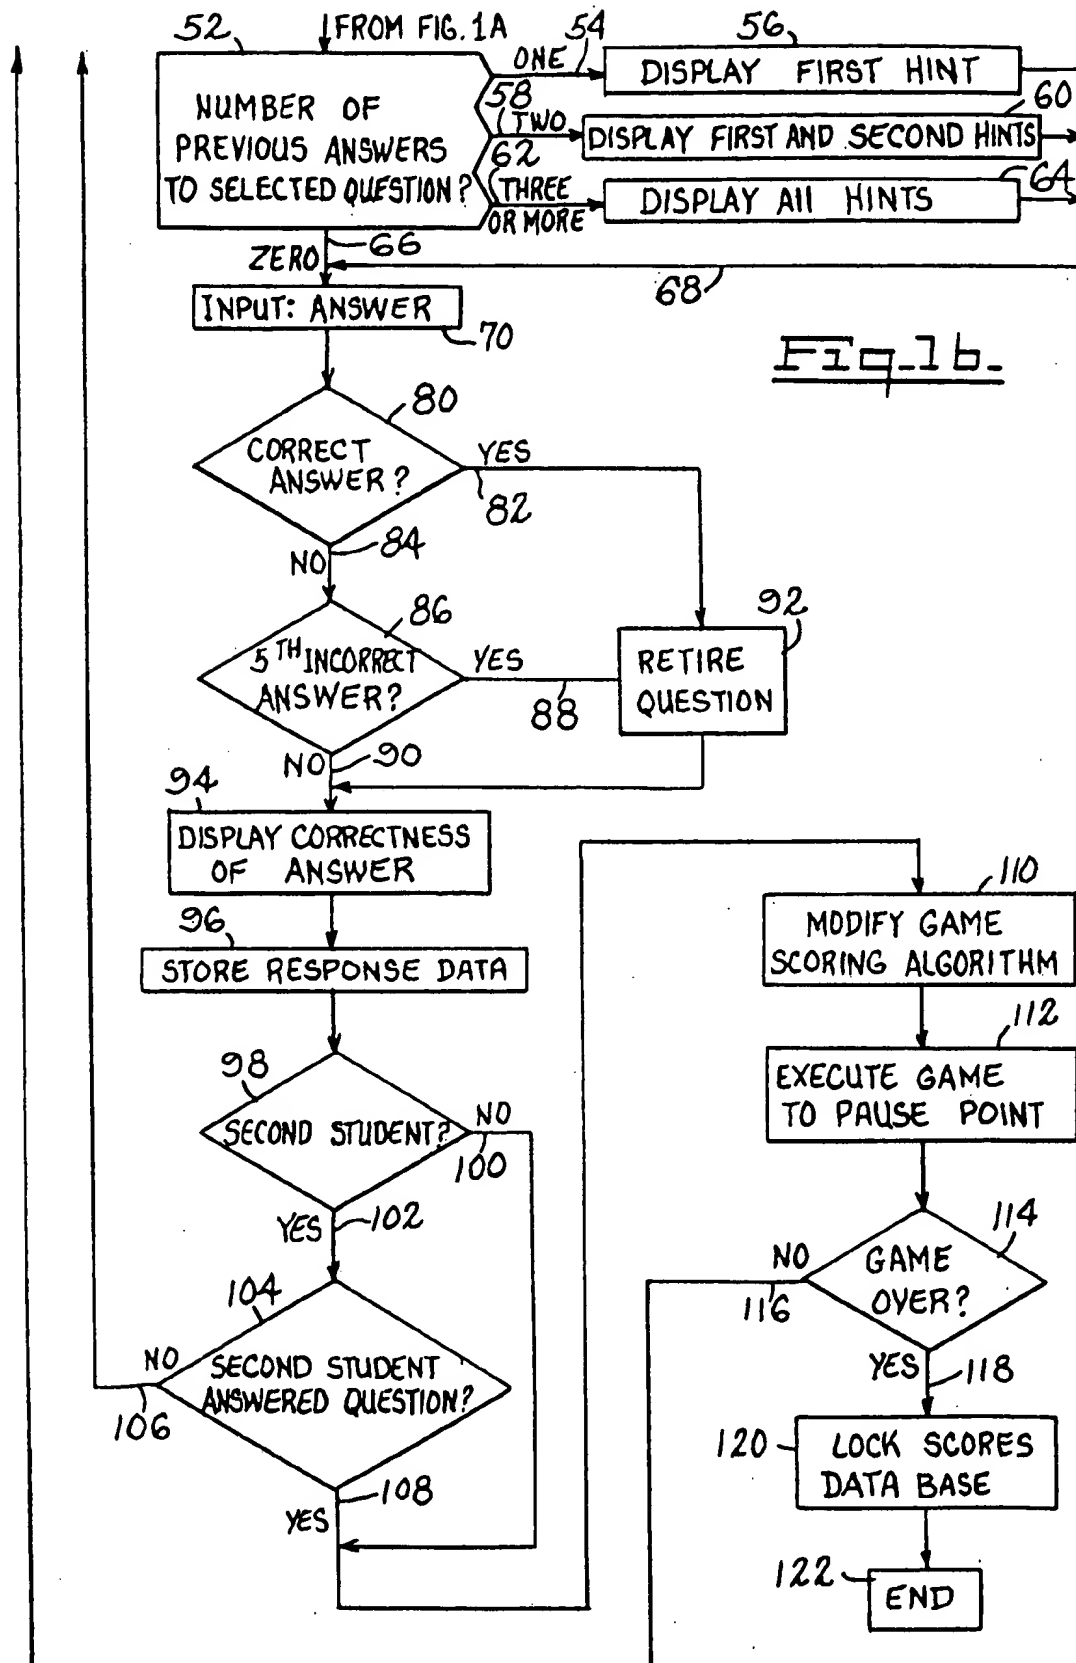 52
FROM FIG. 1A
NUMBER OF
PREVIOUS ANSWERS
TO SELECTED QUESTION?
ONE
54
56
DISPLAY FIRST HINT
58
TWO
60
DISPLAY FIRST AND SECOND HINTS
62
THREE
OR MORE
64
DISPLAY All HINTS
ZERO
66
68
INPUT: ANSWER
70
Fig. 1b.
80
CORRECT
ANSWER?
YES
82
NO
84
86
5TH INCORRECT
ANSWER?
YES
88
92
RETIRE
QUESTION
NO
90
94
DISPLAY CORRECTNESS
OF ANSWER
96
STORE RESPONSE DATA
98
SECOND STUDENT?
NO
100
YES
102
104
SECOND STUDENT
ANSWERED QUESTION?
NO
106
YES
108
110
MODIFY GAME
SCORING ALGORITHM
112
EXECUTE GAME
TO PAUSE POINT
114
GAME
OVER?
NO
116
YES
118
120
LOCK SCORES
DATA BASE
122
END